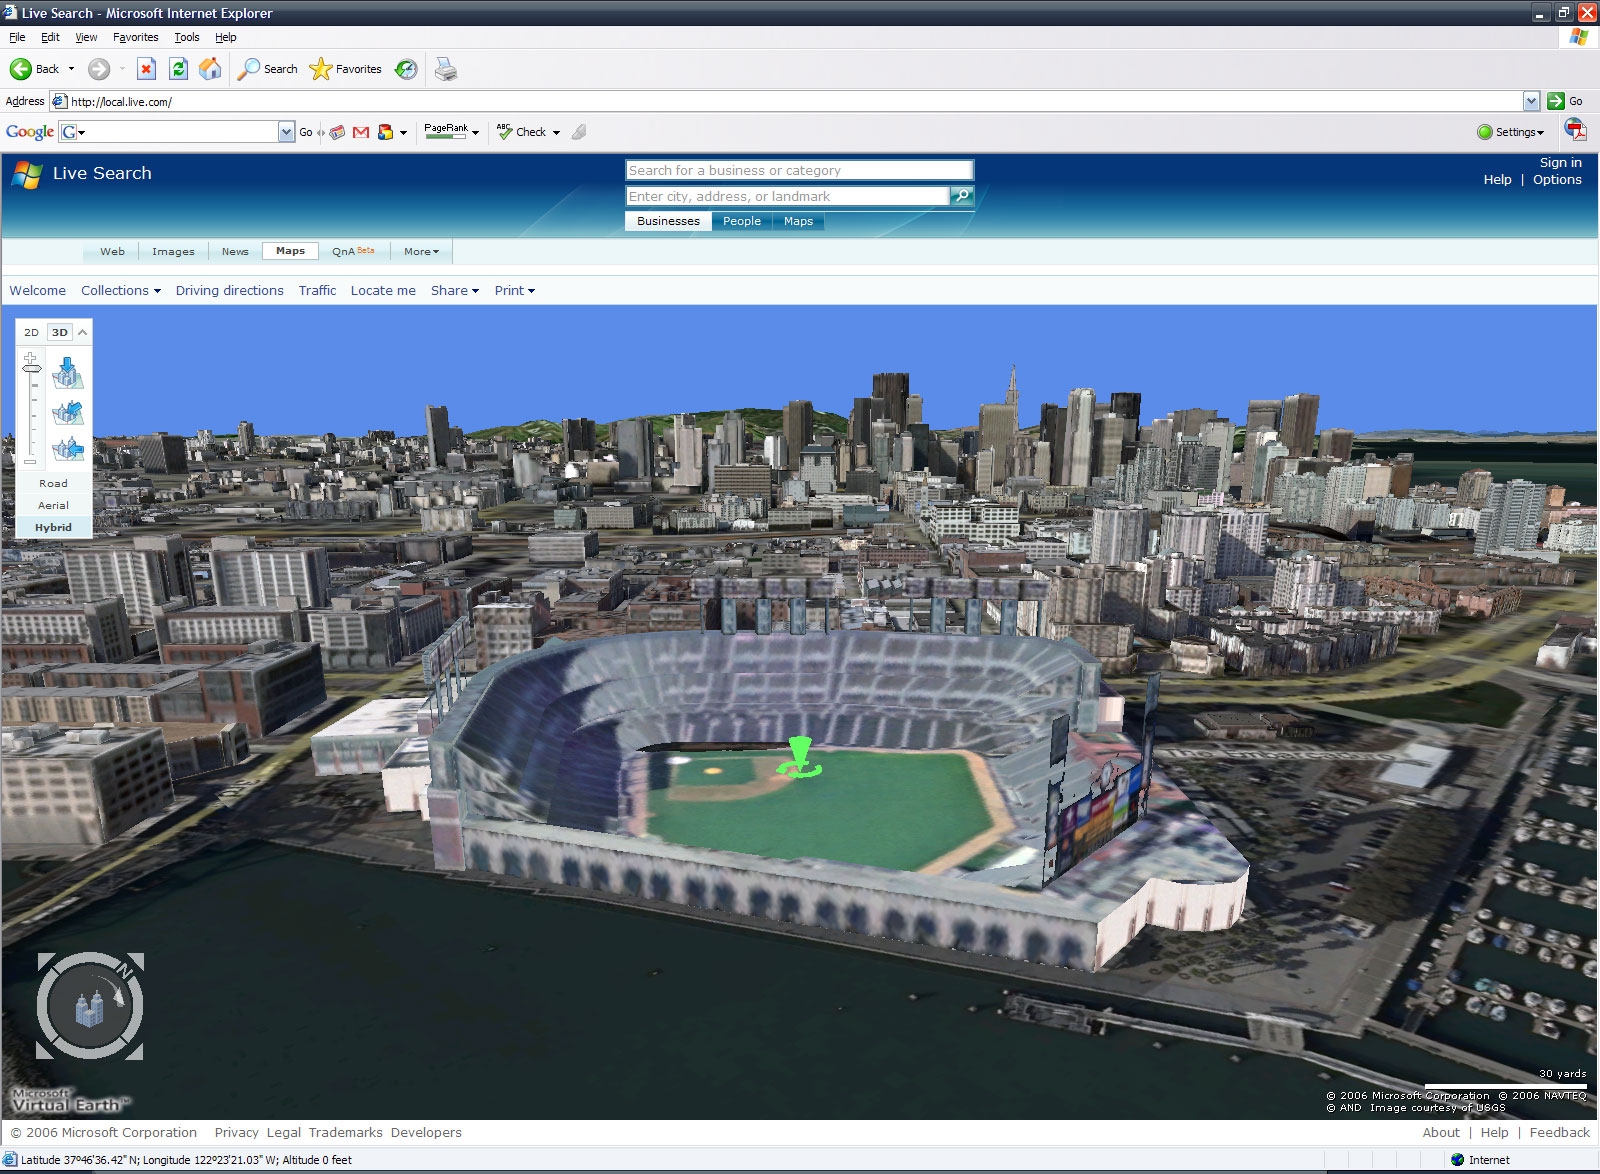 Live Search - Microsoft Internet Explorer
File Edit View Favorites Tools Help
Back Search Favorites
Address http://local.live.com/ Go
Google G Go PageRank ABC Check Settings
Live Search
Search for a business or category
Enter city, address, or landmark
Businesses People Maps
Sign in
Help | Options
Web Images News Maps QnA Beta More
Welcome Collections Driving directions Traffic Locate me Share Print
2D 3D
Road
Aerial
Hybrid
N
Microsoft
Virtual Earth™
30 yards
© 2006 Microsoft Corporation © 2006 NAVTEQ
© AND Image courtesy of USGS
© 2006 Microsoft Corporation Privacy Legal Trademarks Developers
About | Help | Feedback
Latitude 37º46'36.42" N; Longitude 122º23'21.03" W; Altitude 0 feet
Internet